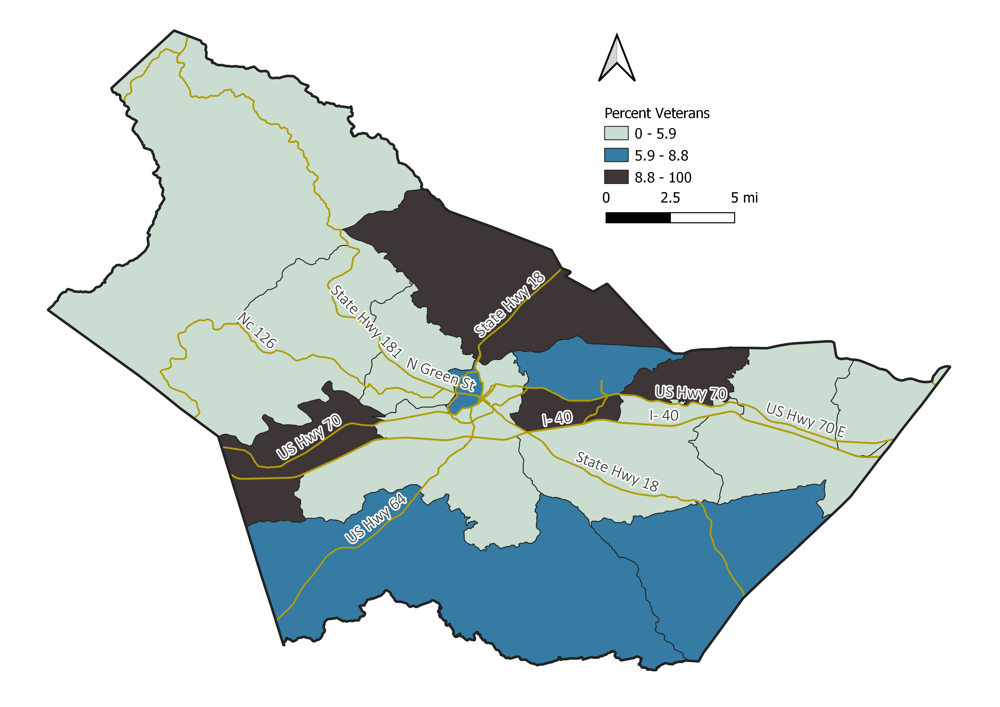 Percent Veterans
0 - 5.9
5.9 - 8.8
8.8 - 100
0 2.5 5 mi
State Hwy 18
State Hwy 181
Nc 126
N Green St
US Hwy 70
US Hwy 70
I- 40
I- 40
US Hwy 70 E
State Hwy 18
US Hwy 64